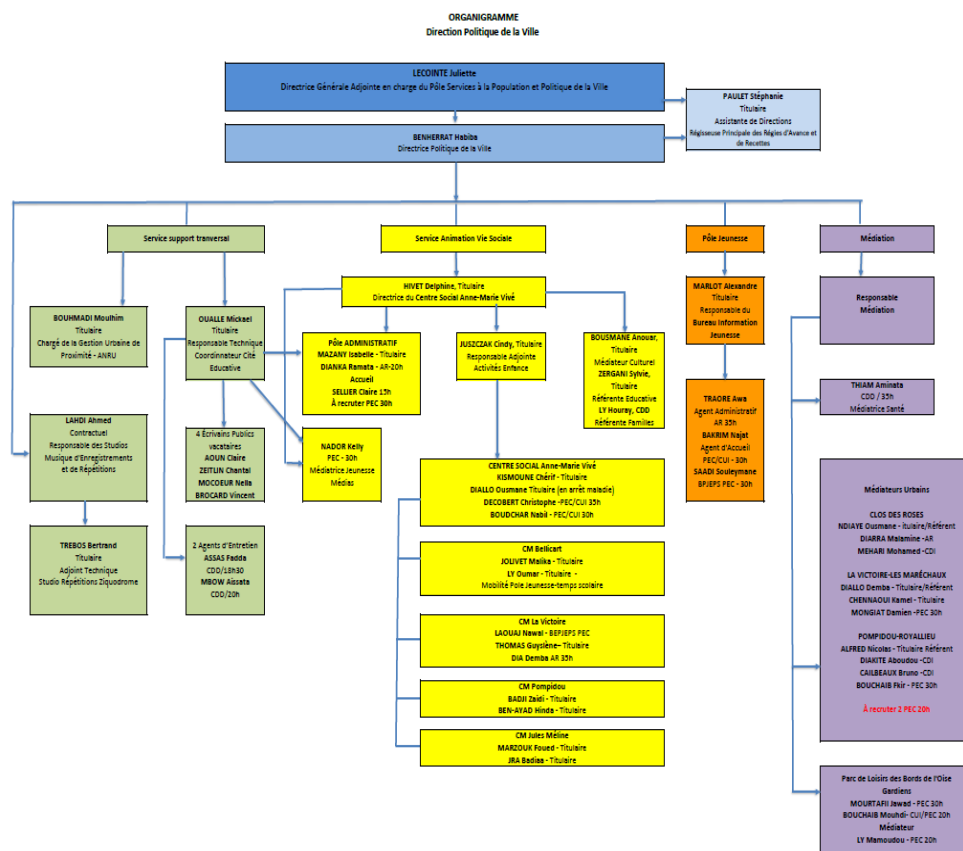 ORGANIGRAMME
Direction Politique de la Ville
LECOINTE Juliette
Directrice Générale Adjointe en charge du Pôle Services à la Population et Politique de la Ville
PAULET Stéphanie
Titulaire
Assistante de Directions
Régisseuse Principale des Régies d'Avance et
de Recettes
BENHERRAT Habiba
Directrice Politique de la Ville
Service support tranversal
BOUHMADI Moulhim
Titulaire
Chargé de la Gestion Urbaine de
Proximité - ANRU
OUALLE Mickael
Titulaire
Responsable Technique
Coordinnateur Cité
Educative
LAHDI Ahmed
Contractuel
Responsable des Studios
Musique d'Enregistrements
et de Répétitions
TREBOS Bertrand
Titulaire
Adjoint Technique
Studio Répétitions Ziquodrome
4 Écrivains Publics
vacataires
AOUN Claire
ZEITLIN Chantal
MOCOEUR Nella
BROCARD Vincent
2 Agents d'Entretien
ASSAS Fadda
CDD/18h30
MBOW Aissata
CDD/20h
Service Animation Vie Sociale
HIVET Delphine, Titulaire
Directrice du Centre Social Anne-Marie Vivé
Pôle ADMINISTRATIF
MAZANY Isabelle - Titulaire
DIANKA Ramata - AR-20h
Accueil
SELLIER Claire 15h
À recruter PEC 30h
NADOR Kelly
PEC - 30h
Médiatrice Jeunesse
Médias
JUSZCZAK Cindy, Titulaire
Responsable Adjointe
Activités Enfance
BOUSMANE Anouar,
Titulaire
Médiateur Culturel
ZERGANI Sylvie,
Titulaire
Référente Educative
LY Houray, CDD
Référente Familles
CENTRE SOCIAL Anne-Marie Vivé
KISMOUNE Chérif - Titulaire
DIALLO Ousmane Titulaire (en arrêt maladie)
DECOBERT Christophe -PEC/CUI 35h
BOUDCHAR Nabil - PEC/CUI 30h
CM Bellicart
JOLIVET Malika - Titulaire
LY Oumar - Titulaire -
Mobilité Pole Jeunesse-temps scolaire
CM La Victoire
LAOUAJ Nawal - BEPJEPS PEC
THOMAS Guyslène– Titulaire
DIA Demba AR 35h
CM Pompidou
BADJI Zaidi - Titulaire
BEN-AYAD Hinda - Titulaire
CM Jules Méline
MARZOUK Foued - Titulaire
JRA Badiaa - Titulaire
Pôle Jeunesse
MARLOT Alexandre
Titulaire
Responsable du
Bureau Information
Jeunesse
TRAORE Awa
Agent Administratif
AR 35h
BAKRIM Najat
Agent d'Accueil
PEC/CUI - 30h
SAADI Souleymane
BPJEPS PEC - 30h
Médiation
Responsable
Médiation
THIAM Aminata
CDD / 35h
Médiatrice Santé
Médiateurs Urbains
CLOS DES ROSES
NDIAYE Ousmane - itulaire/Référent
DIARRA Malamine -AR
MEHARI Mohamed -CDI
LA VICTOIRE-LES MARÉCHAUX
DIALLO Demba - Titulaire/Référent
CHENNAOUI Kamel - Titulaire
MONGIAT Damien -PEC 30h
POMPIDOU-ROYALLIEU
ALFRED Nicolas - Titulaire Référent
DIAKITE Aboudou - CDI
CAILBEAUX Bruno -CDI
BOUCHAIB Fkir - PEC 30h
À recruter 2 PEC 20h
Parc de Loisirs des Bords de l'Oise
Gardiens
MOURTAFII Jawad - PEC 30h
BOUCHAIB Mouhdi- CUI/PEC 20h
Médiateur
LY Mamoudou - PEC 20h